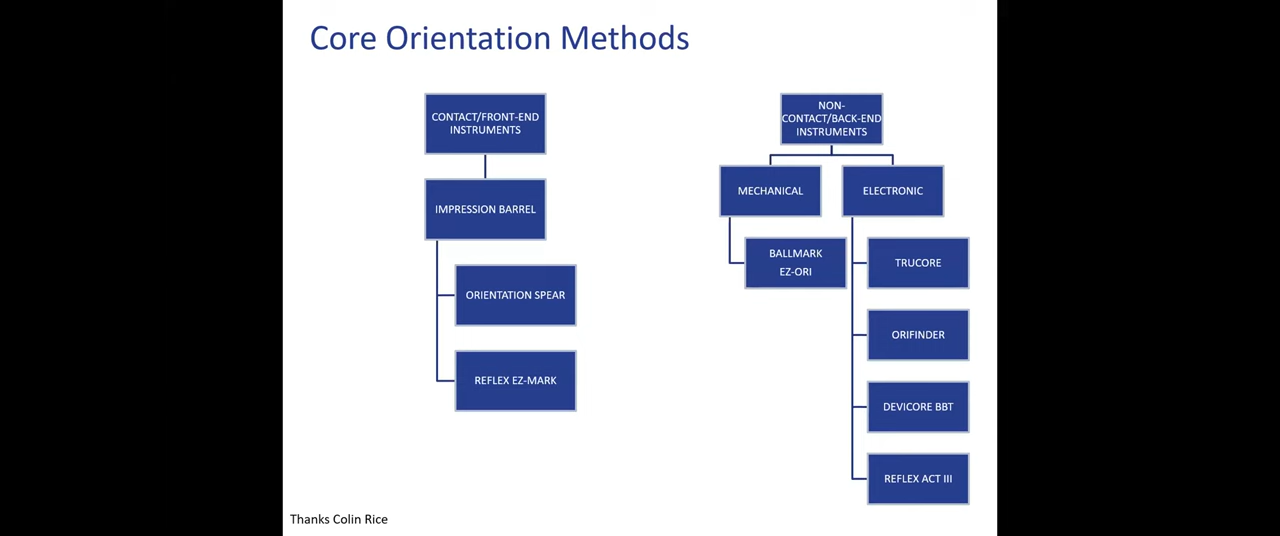 Core Orientation Methods
CONTACT/FRONT-END
INSTRUMENTS
IMPRESSION BARREL
ORIENTATION SPEAR
REFLEX EZ-MARK
NON-
CONTACT/BACK-END
INSTRUMENTS
MECHANICAL
BALLMARK
EZ-ORI
ELECTRONIC
TRUCORE
ORIFINDER
DEVICORE BBT
REFLEX ACT III
Thanks Colin Rice